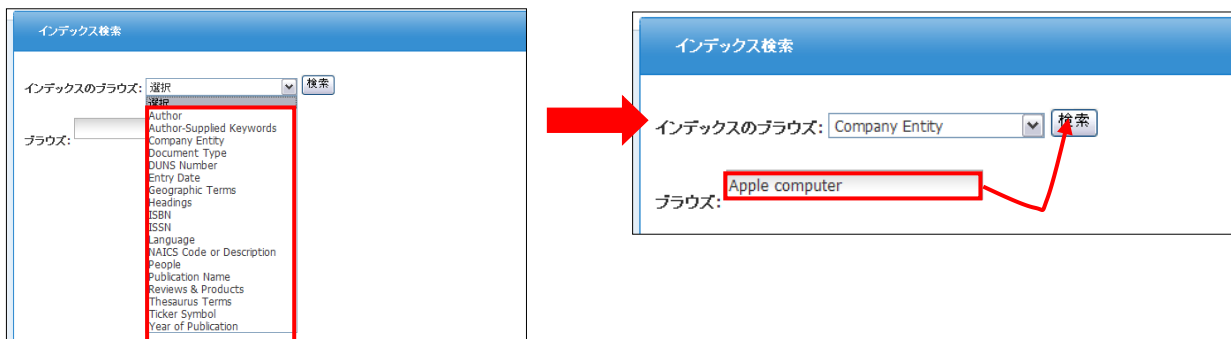 インデックス検索
インデックスのブラウズ: 選択 検索
選択
Author
Author-Supplied Keywords
Company Entity
Document Type
DUNS Number
Entry Date
Geographic Terms
Headings
ISBN
ISSN
Language
NAICS Code or Description
People
Publication Name
Reviews & Products
Thesaurus Terms
Ticker Symbol
Year of Publication
ブラウズ:
インデックス検索
インデックスのブラウズ: Company Entity 検索
Apple computer
ブラウズ: